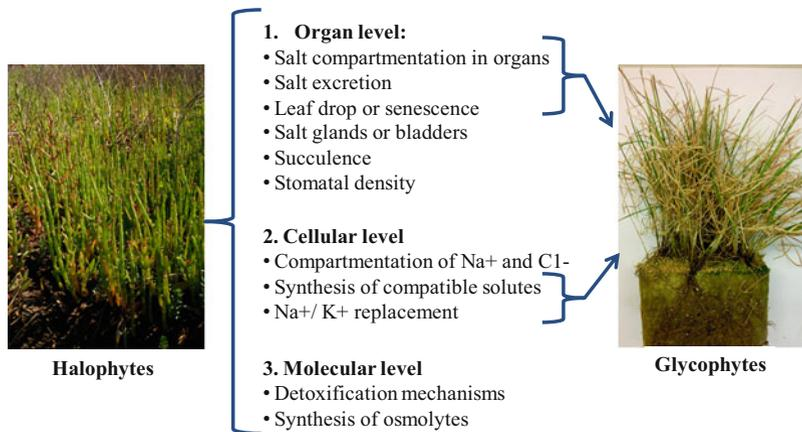 1. Organ level:
• Salt compartmentation in organs
• Salt excretion
• Leaf drop or senescence
• Salt glands or bladders
• Succulence
• Stomatal density
2. Cellular level
• Compartmentation of Na+ and C1-
• Synthesis of compatible solutes
• Na+/ K+ replacement
3. Molecular level
• Detoxification mechanisms
• Synthesis of osmolytes
Halophytes
Glycophytes